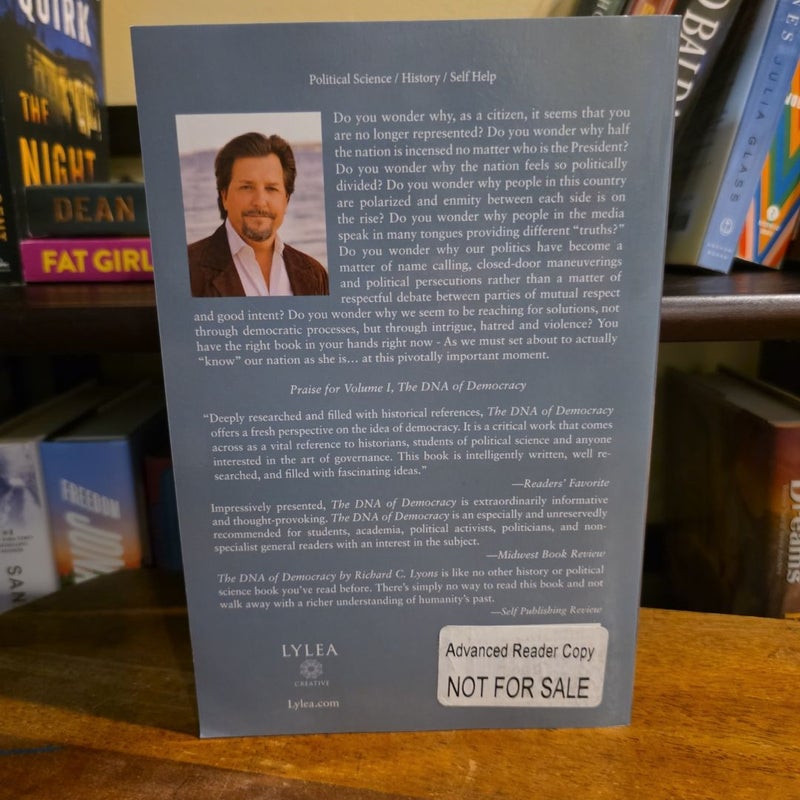 Political Science / History / Self Help
Do you wonder why, as a citizen, it seems that you
are no longer represented? Do you wonder why half
the nation is incensed no matter who is the President?
Do you wonder why the nation feels so politically
divided? Do you wonder why people in this country
are polarized and enmity between each side is on
the rise? Do you wonder why people in the media
speak in many tongues providing different “truths?”
Do you wonder why our politics have become a
matter of name calling, closed-door maneuverings
and political persecutions rather than a matter of
respectful debate between parties of mutual respect
and good intent? Do you wonder why we seem to be reaching for solutions, not
through democratic processes, but through intrigue, hatred and violence? You
have the right book in your hands right now - As we must set about to actually
“know” our nation as she is… at this pivotally important moment.
Praise for Volume I, The DNA of Democracy
“Deeply researched and filled with historical references, The DNA of Democracy
offers a fresh perspective on the idea of democracy. It is a critical work that comes
across as a vital reference to historians, students of political science and anyone
interested in the art of governance. This book is intelligently written, well re-
searched, and filled with fascinating ideas.”
—Readers’ Favorite
Impressively presented, The DNA of Democracy is extraordinarily informative
and thought-provoking. The DNA of Democracy is an especially and unreservedly
recommended for students, academia, political activists, politicians, and non-
specialist general readers with an interest in the subject.
—Midwest Book Review
The DNA of Democracy by Richard C. Lyons is like no other history or political
science book you’ve read before. There’s simply no way to read this book and not
walk away with a richer understanding of humanity’s past.
—Self Publishing Review
LYLEA
CREATIVE
Lylea.com
Advanced Reader Copy
NOT FOR SALE
QUIRK
THE
NIGHT
DEAN
FAT GIRL
FREEDOM
SAN
BALD
JULIA GLASS
Dreams